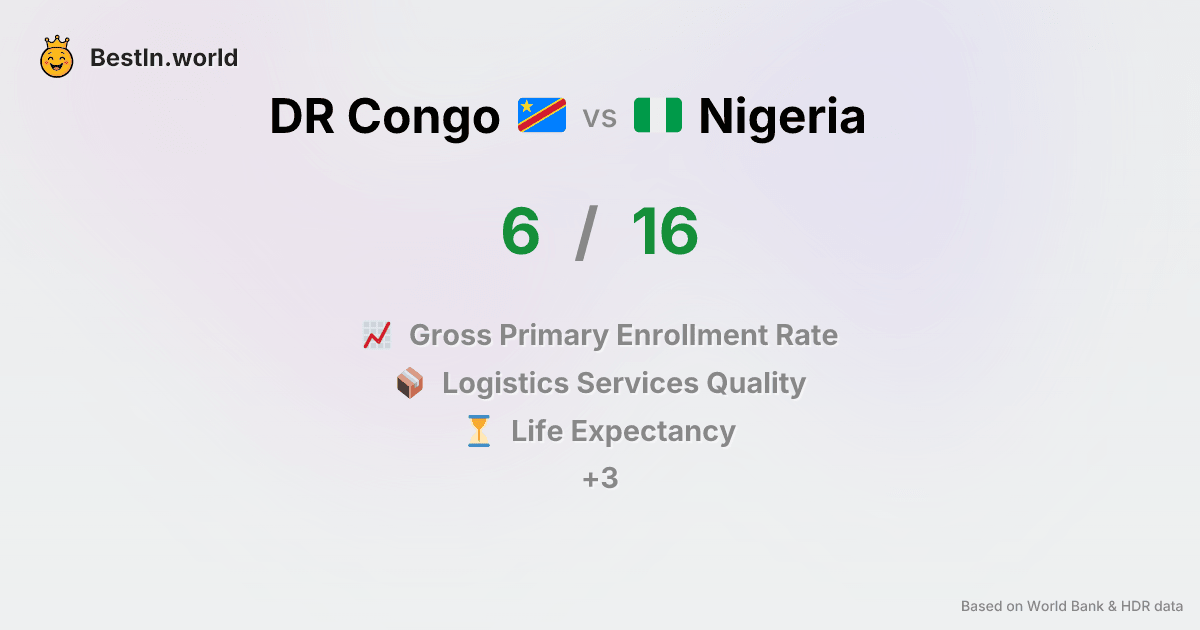 BestIn.world
DR Congo vs Nigeria
6 / 16
Gross Primary Enrollment Rate
Logistics Services Quality
Life Expectancy
+3
Based on World Bank & HDR data